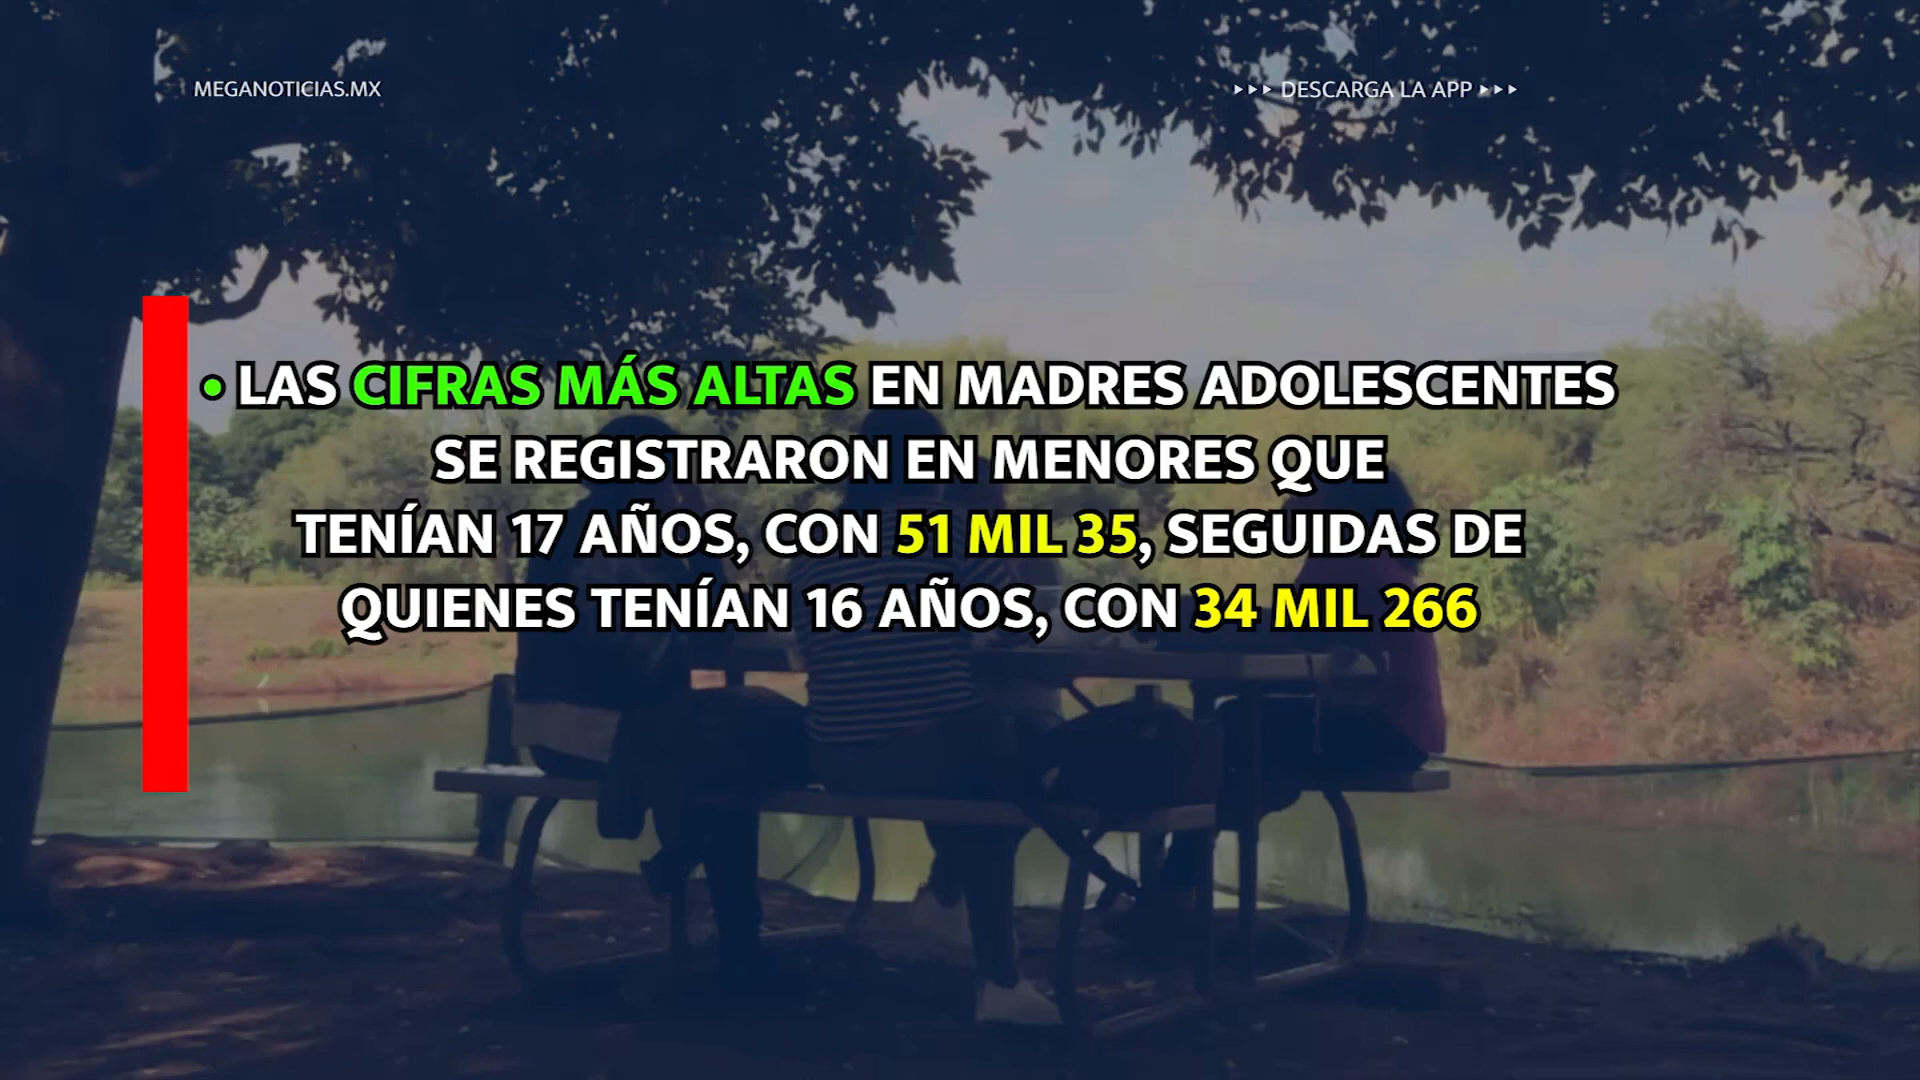 MEGANOTICIAS.MX
▸▸▸ DESCARGA LA APP ▸▸▸
• LAS CIFRAS MÁS ALTAS EN MADRES ADOLESCENTES
SE REGISTRARON EN MENORES QUE
TENÍAN 17 AÑOS, CON 51 MIL 35, SEGUIDAS DE
QUIENES TENÍAN 16 AÑOS, CON 34 MIL 266